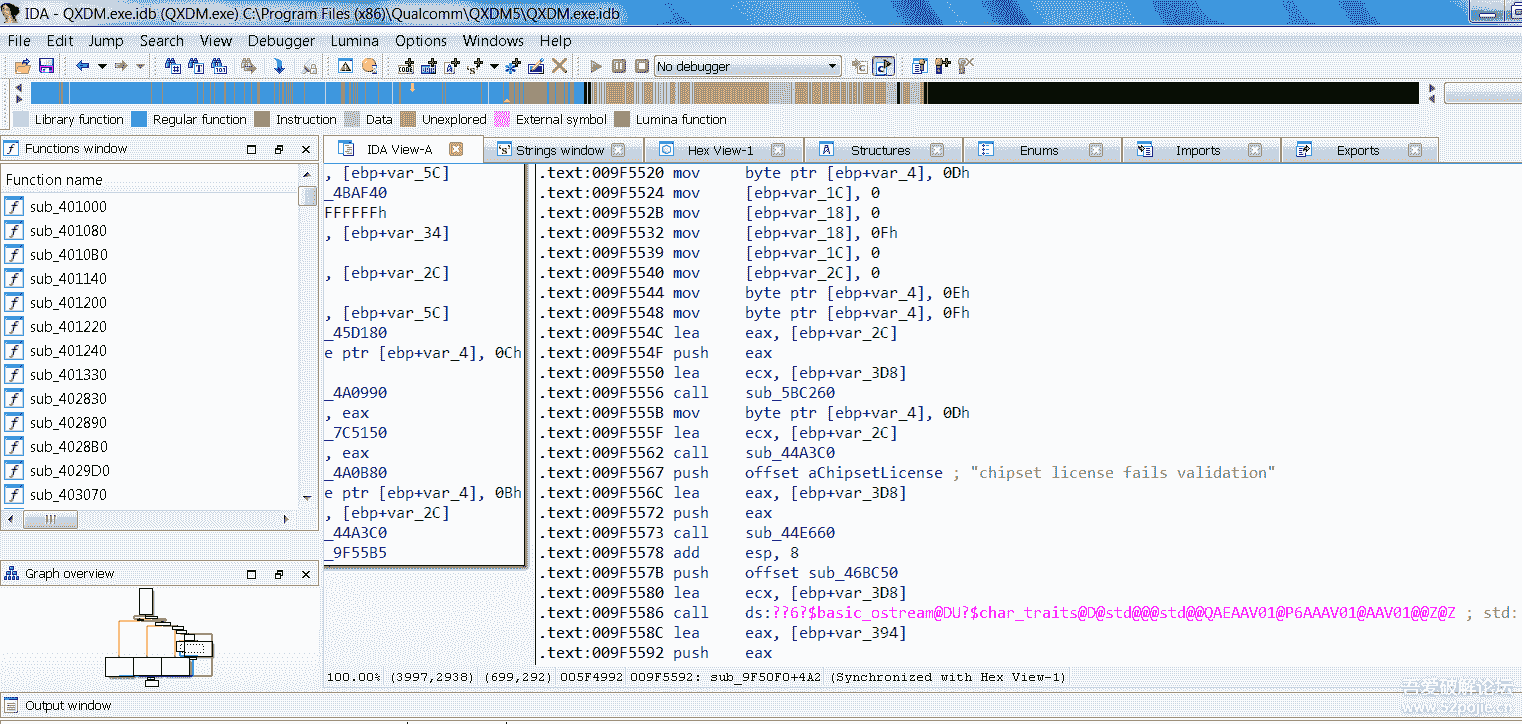 IDA - QXDM.exe.idb (QXDM.exe) C:\Program Files (x86)\Qualcomm\QXDM5\QXDM.exe.idb
File Edit Jump Search View Debugger Lumina Options Windows Help
No debugger
Library function Regular function Instruction Data Unexplored External symbol Lumina function
Functions window
Function name
sub_401000
sub_401080
sub_4010B0
sub_401140
sub_401200
sub_401220
sub_401240
sub_401330
sub_402830
sub_402890
sub_4028B0
sub_4029D0
sub_403070
Graph overview
IDA View-A Strings window Hex View-1 Structures Enums Imports Exports
, [ebp+var_5C]
_4BAF40
FFFFFFh
, [ebp+var_34]
, [ebp+var_2C]
, [ebp+var_5C]
_45D180
e ptr [ebp+var_4], 0Ch
_4A0990
, eax
_7C5150
, eax
_4A0B80
e ptr [ebp+var_4], 0Bh
, [ebp+var_2C]
_44A3C0
_9F55B5
.text:009F5520 mov byte ptr [ebp+var_4], 0Dh
.text:009F5524 mov [ebp+var_1C], 0
.text:009F552B mov [ebp+var_18], 0
.text:009F5532 mov [ebp+var_18], 0Fh
.text:009F5539 mov [ebp+var_1C], 0
.text:009F5540 mov [ebp+var_2C], 0
.text:009F5544 mov byte ptr [ebp+var_4], 0Eh
.text:009F5548 mov byte ptr [ebp+var_4], 0Fh
.text:009F554C lea eax, [ebp+var_2C]
.text:009F554F push eax
.text:009F5550 lea ecx, [ebp+var_3D8]
.text:009F5556 call sub_5BC260
.text:009F555B mov byte ptr [ebp+var_4], 0Dh
.text:009F555F lea ecx, [ebp+var_2C]
.text:009F5562 call sub_44A3C0
.text:009F5567 push offset aChipsetLicense ; "chipset license fails validation"
.text:009F556C lea eax, [ebp+var_3D8]
.text:009F5572 push eax
.text:009F5573 call sub_44E660
.text:009F5578 add esp, 8
.text:009F557B push offset sub_46BC50
.text:009F5580 lea ecx, [ebp+var_3D8]
.text:009F5586 call ds:??6?$basic_ostream@DU?$char_traits@D@std@@@std@@QAEAAV01@P6AAAV01@AAV01@@Z@Z ; std:
.text:009F558C lea eax, [ebp+var_394]
.text:009F5592 push eax
100.00% (3997,2938) (699,292) 005F4992 009F5592: sub_9F50F0+4A2 (Synchronized with Hex View-1)
Output window
吾爱破解论坛
www.52pojie.cn